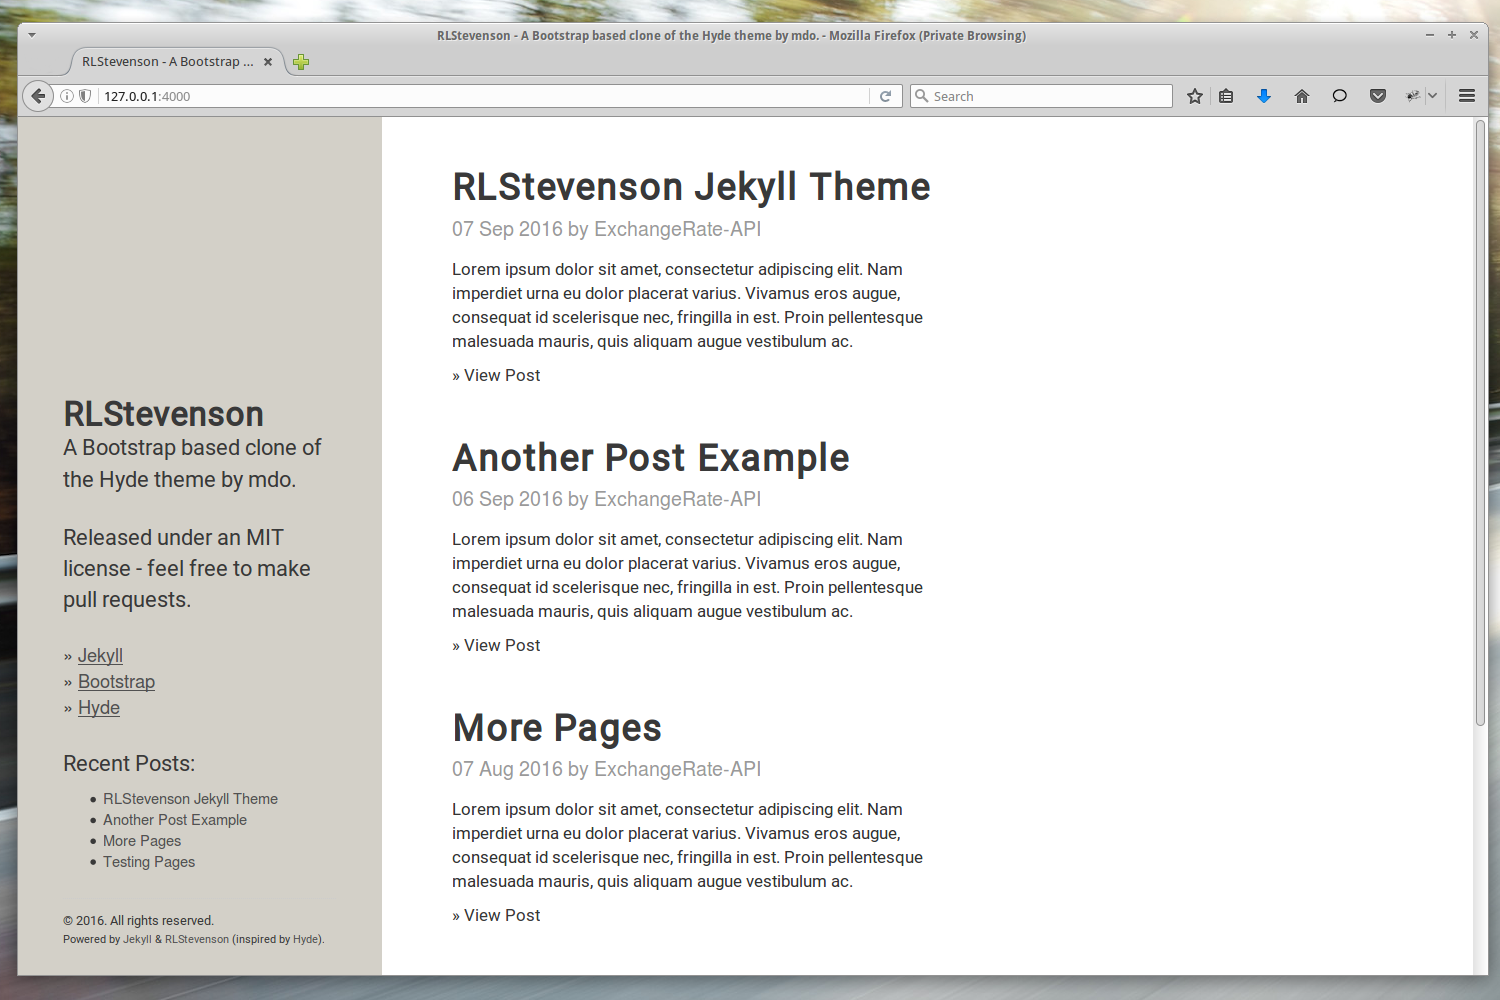 RLStevenson - A Bootstrap based clone of the Hyde theme by mdo. - Mozilla Firefox (Private Browsing)
RLStevenson - A Bootstrap ...
127.0.0.1:4000
Search
RLStevenson
A Bootstrap based clone of
the Hyde theme by mdo.
Released under an MIT
license - feel free to make
pull requests.
» Jekyll
» Bootstrap
» Hyde
Recent Posts:
• RLStevenson Jekyll Theme
• Another Post Example
• More Pages
• Testing Pages
© 2016. All rights reserved.
Powered by Jekyll & RLStevenson (inspired by Hyde).
RLStevenson Jekyll Theme
07 Sep 2016 by ExchangeRate-API
Lorem ipsum dolor sit amet, consectetur adipiscing elit. Nam
imperdiet urna eu dolor placerat varius. Vivamus eros augue,
consequat id scelerisque nec, fringilla in est. Proin pellentesque
malesuada mauris, quis aliquam augue vestibulum ac.
» View Post
Another Post Example
06 Sep 2016 by ExchangeRate-API
Lorem ipsum dolor sit amet, consectetur adipiscing elit. Nam
imperdiet urna eu dolor placerat varius. Vivamus eros augue,
consequat id scelerisque nec, fringilla in est. Proin pellentesque
malesuada mauris, quis aliquam augue vestibulum ac.
» View Post
More Pages
07 Aug 2016 by ExchangeRate-API
Lorem ipsum dolor sit amet, consectetur adipiscing elit. Nam
imperdiet urna eu dolor placerat varius. Vivamus eros augue,
consequat id scelerisque nec, fringilla in est. Proin pellentesque
malesuada mauris, quis aliquam augue vestibulum ac.
» View Post